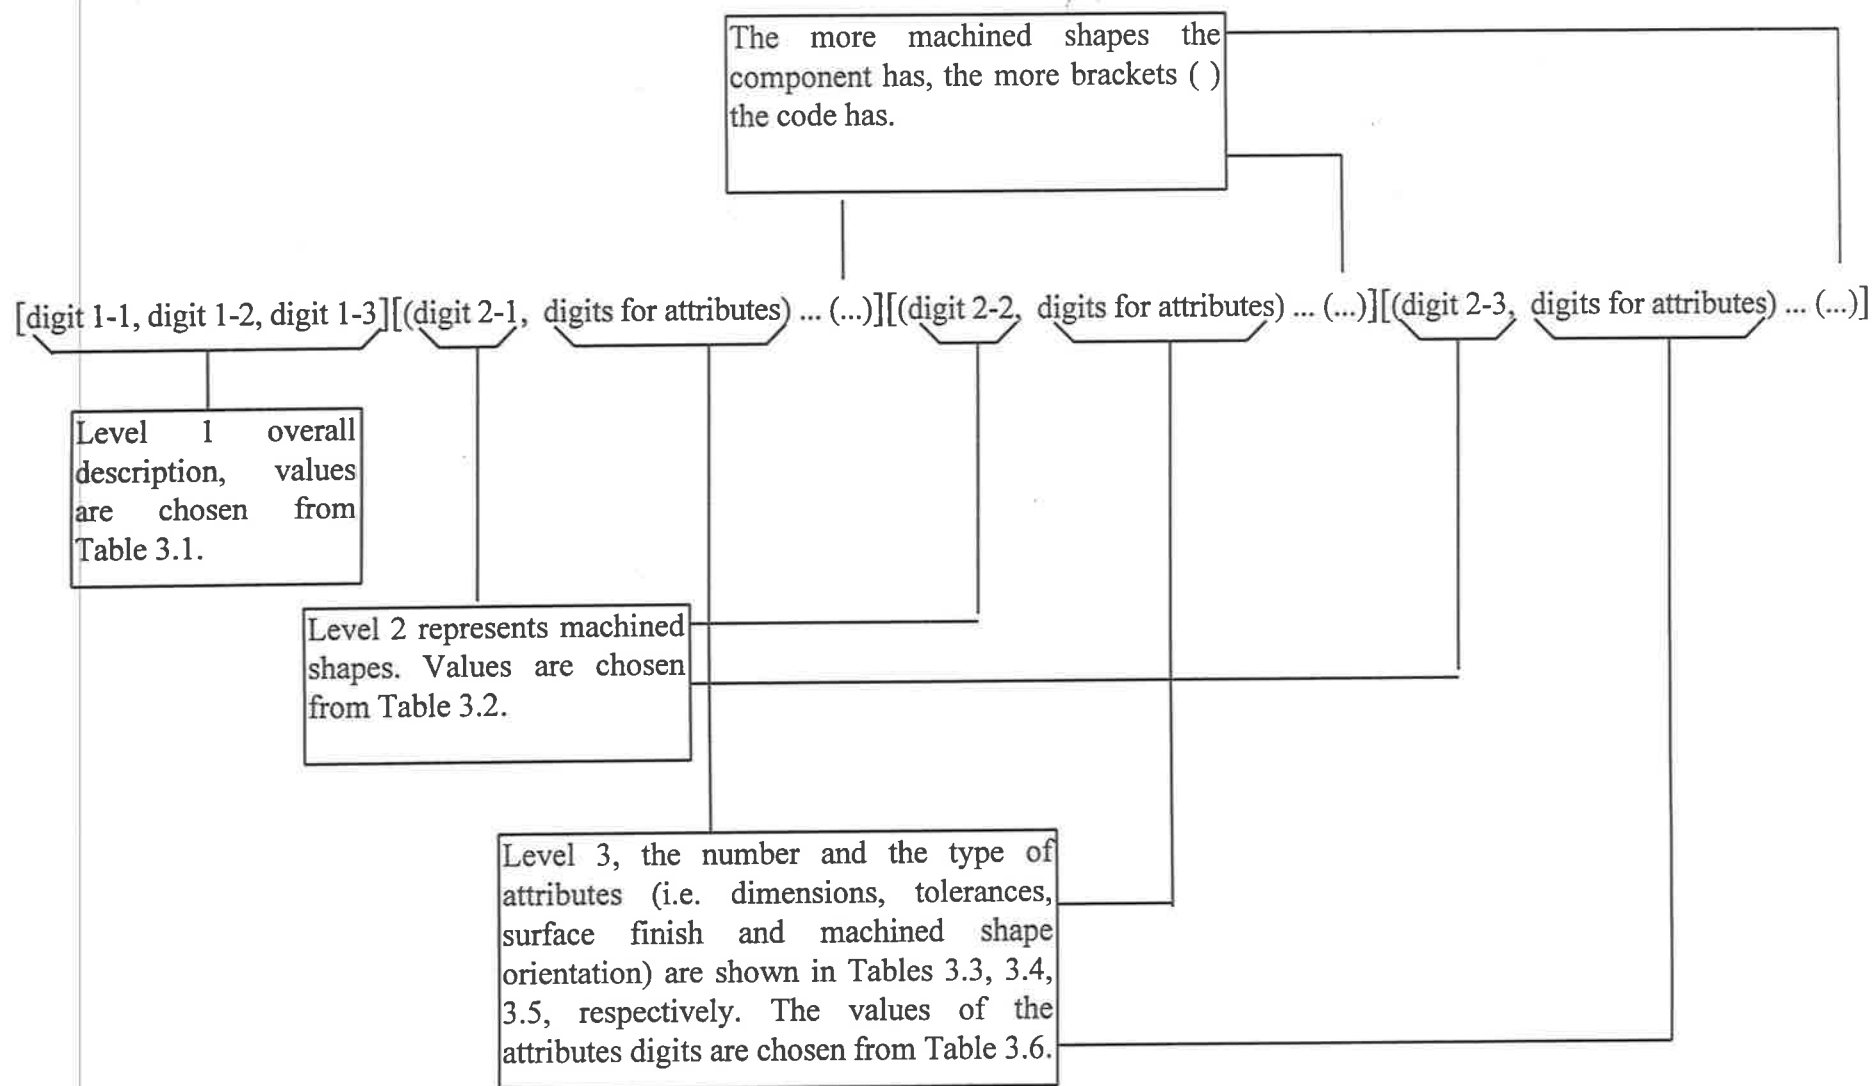 The more machined shapes the
component has, the more brackets ( )
the code has.
[digit 1-1, digit 1-2, digit 1-3][(digit 2-1, digits for attributes) ... (...)][(digit 2-2, digits for attributes) ... (...)][(digit 2-3, digits for attributes) ... (...)]
Level 1 overall
description, values
are chosen from
Table 3.1.
Level 2 represents machined
shapes. Values are chosen
from Table 3.2.
Level 3, the number and the type of
attributes (i.e. dimensions, tolerances,
surface finish and machined shape
orientation) are shown in Tables 3.3, 3.4,
3.5, respectively. The values of the
attributes digits are chosen from Table 3.6.